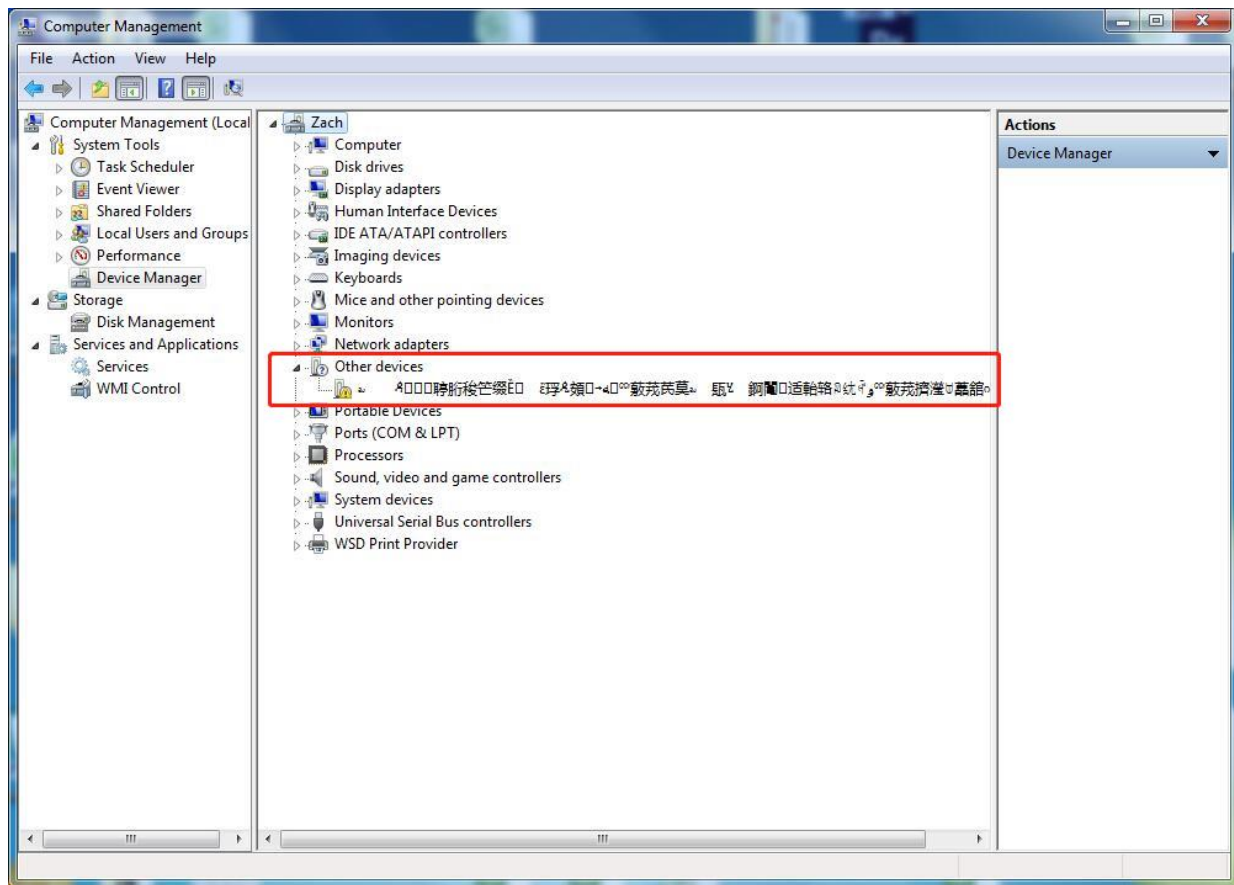 Computer Management
File Action View Help
Computer Management (Local
System Tools
Task Scheduler
Event Viewer
Shared Folders
Local Users and Groups
Performance
Device Manager
Storage
Disk Management
Services and Applications
Services
WMI Control
Zach
Computer
Disk drives
Display adapters
Human Interface Devices
IDE ATA/ATAPI controllers
Imaging devices
Keyboards
Mice and other pointing devices
Monitors
Network adapters
Other devices
Portable Devices
Ports (COM & LPT)
Processors
Sound, video and game controllers
System devices
Universal Serial Bus controllers
WSD Print Provider
Actions
Device Manager